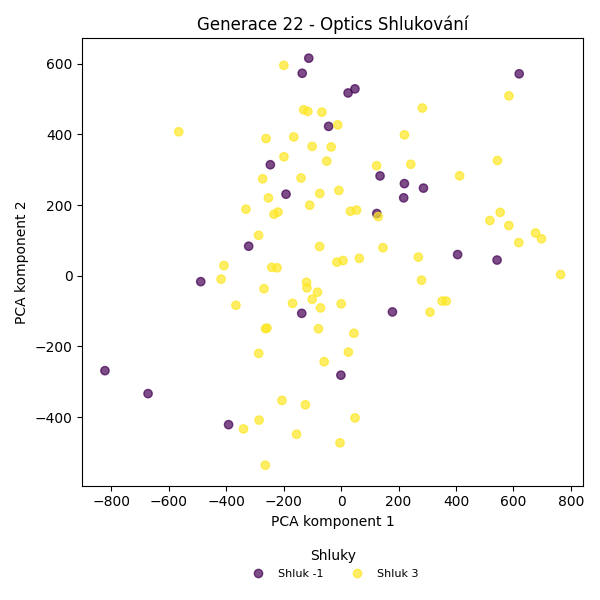 Generace 22 - Optics Shlukování
PCA komponent 2
600
400
200
0
−200
−400
−800 −600 −400 −200 0 200 400 600 800
PCA komponent 1
Shluky
Shluk -1 Shluk 3